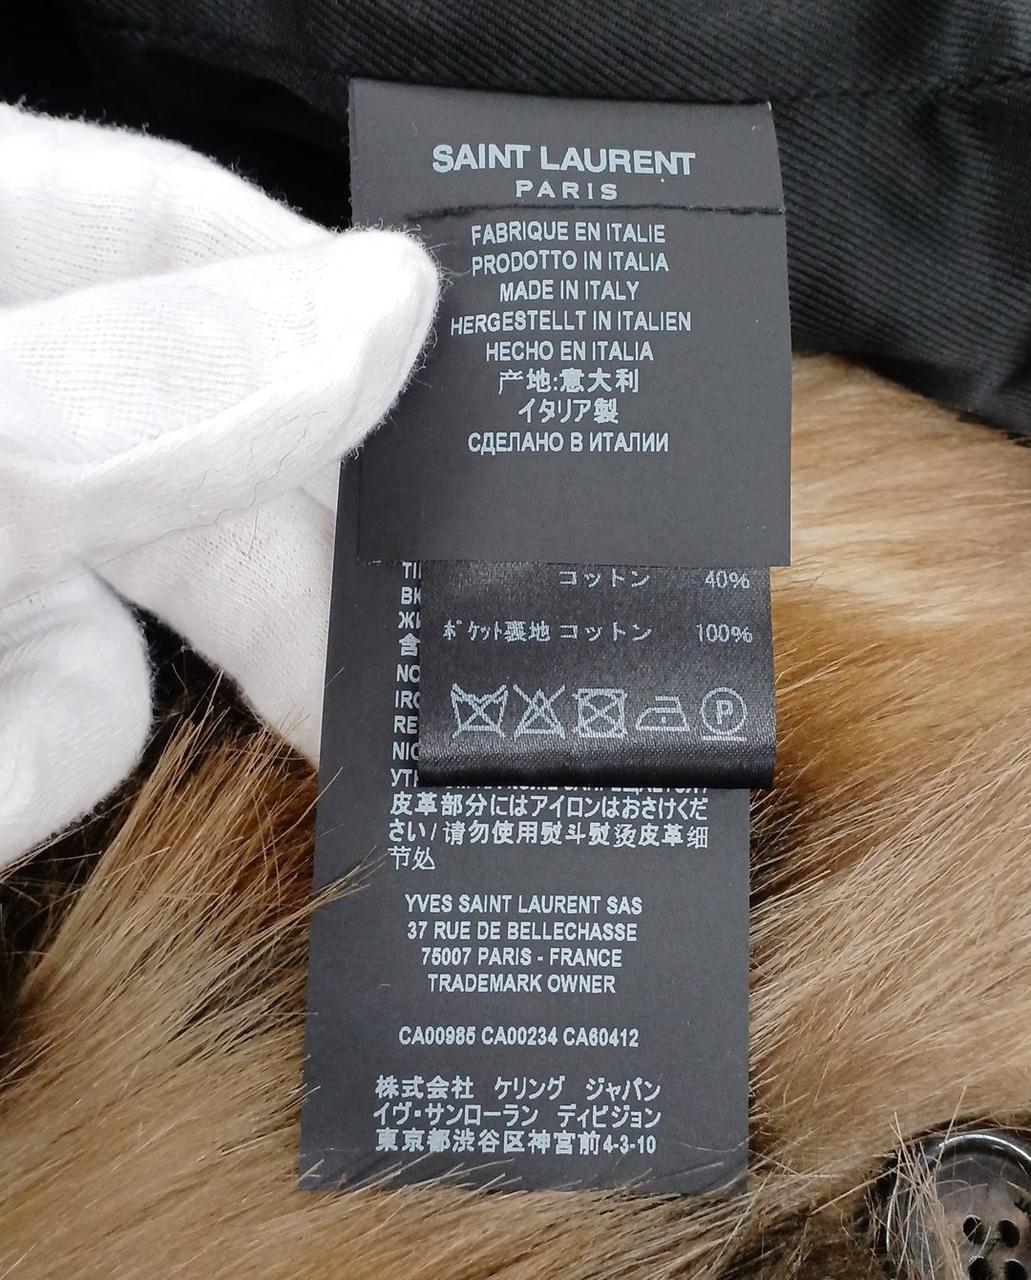 SAINT LAURENT
PARIS
FABRIQUE EN ITALIE
PRODOTTO IN ITALIA
MADE IN ITALY
HERGESTELLT IN ITALIEN
HECHO EN ITALIA
产地:意大利
イタリア製
СДЕЛАНО В ИТАЛИИ
コットン 40%
ポケット裏地 コットン 100%
P
含
NO
IRO
RE
NIC
УТЮ
皮革部分にはアイロンはおさけくだ
さい/请勿使用熨斗熨烫皮革细
节处
YVES SAINT LAURENT SAS
37 RUE DE BELLECHASSE
75007 PARIS - FRANCE
TRADEMARK OWNER
CA00985 CA00234 CA60412
株式会社 ケリング ジャパン
イヴ・サンローラン ディビジョン
東京都渋谷区神宮前4-3-10